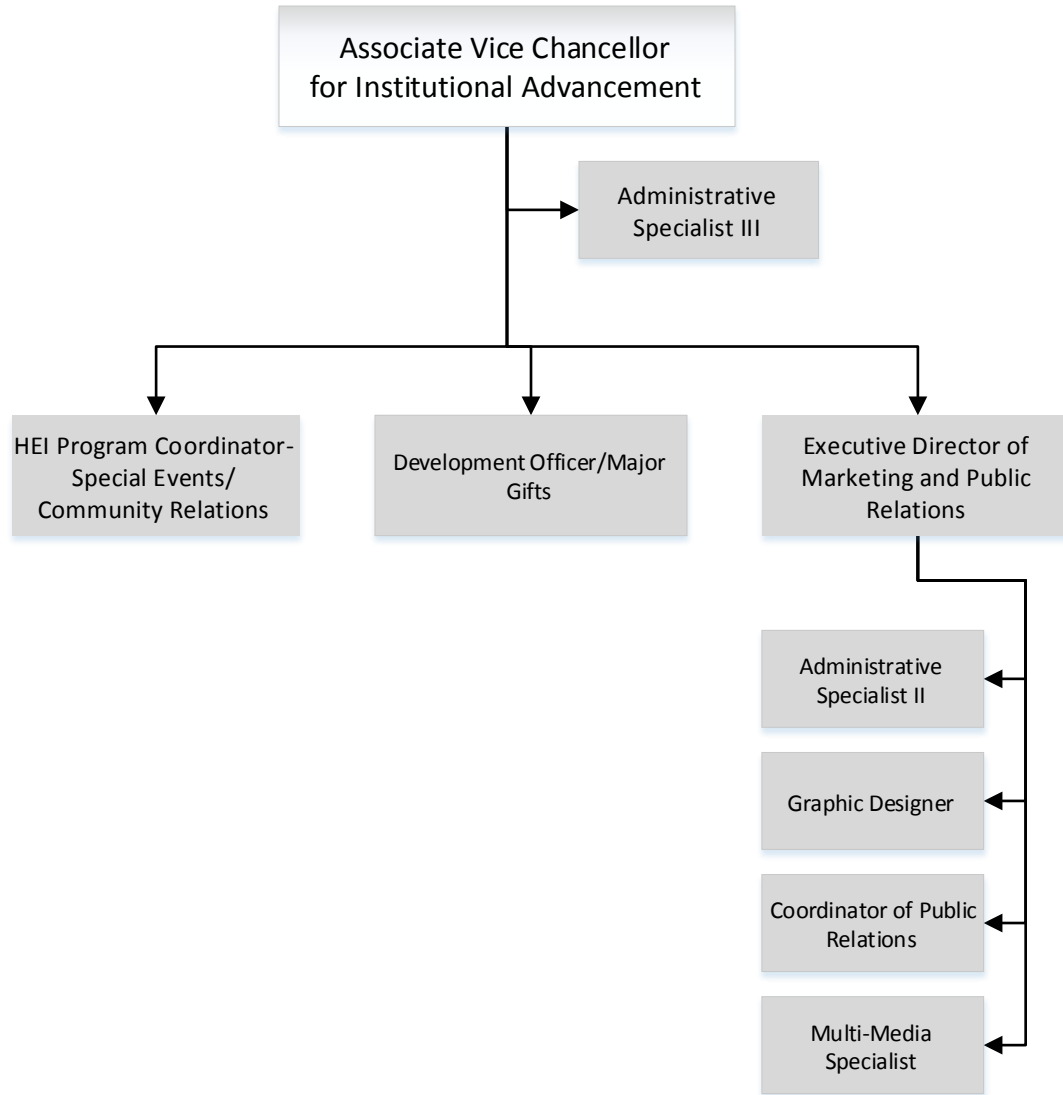 Associate Vice Chancellor
for Institutional Advancement
Administrative
Specialist III
HEI Program Coordinator-
Special Events/
Community Relations
Development Officer/Major
Gifts
Executive Director of
Marketing and Public
Relations
Administrative
Specialist II
Graphic Designer
Coordinator of Public
Relations
Multi-Media
Specialist